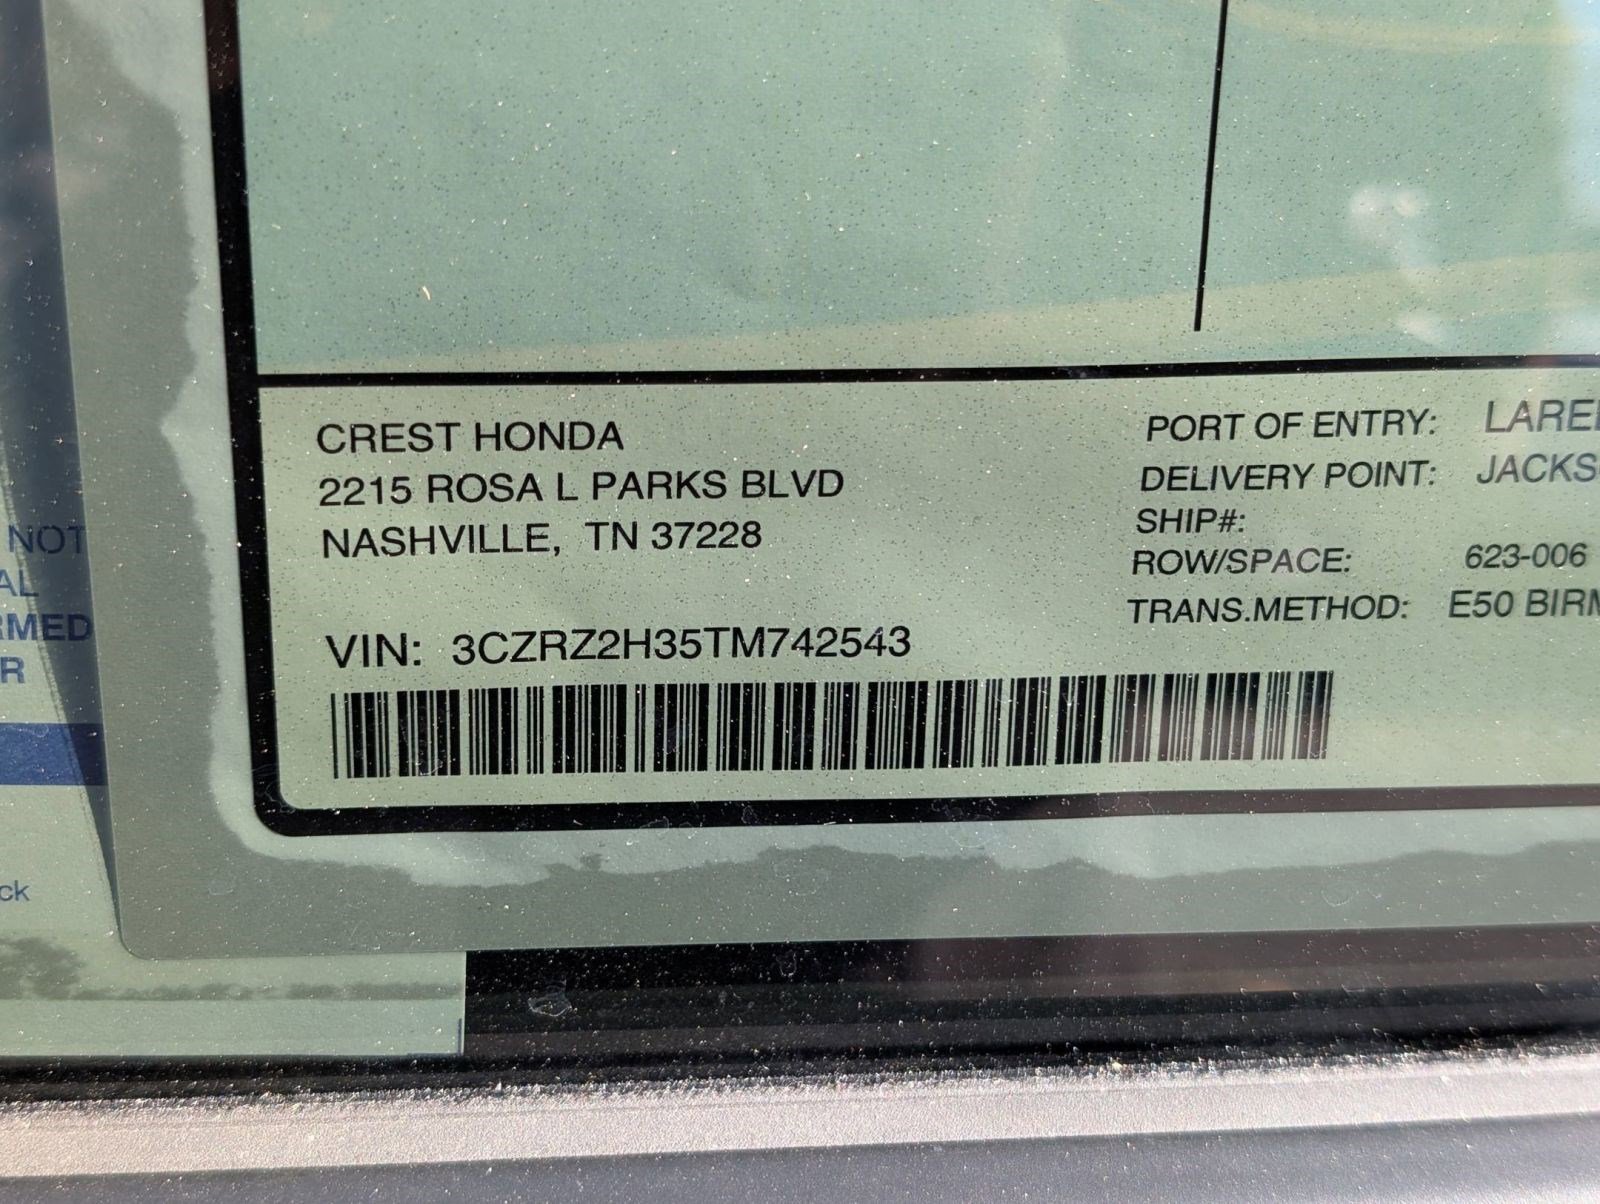 CREST HONDA
2215 ROSA L PARKS BLVD
NASHVILLE, TN 37228
VIN: 3CZRZ2H35TM742543
PORT OF ENTRY:
DELIVERY POINT:
SHIP#:
ROW/SPACE: 623-006
TRANS.METHOD: E50
NOT